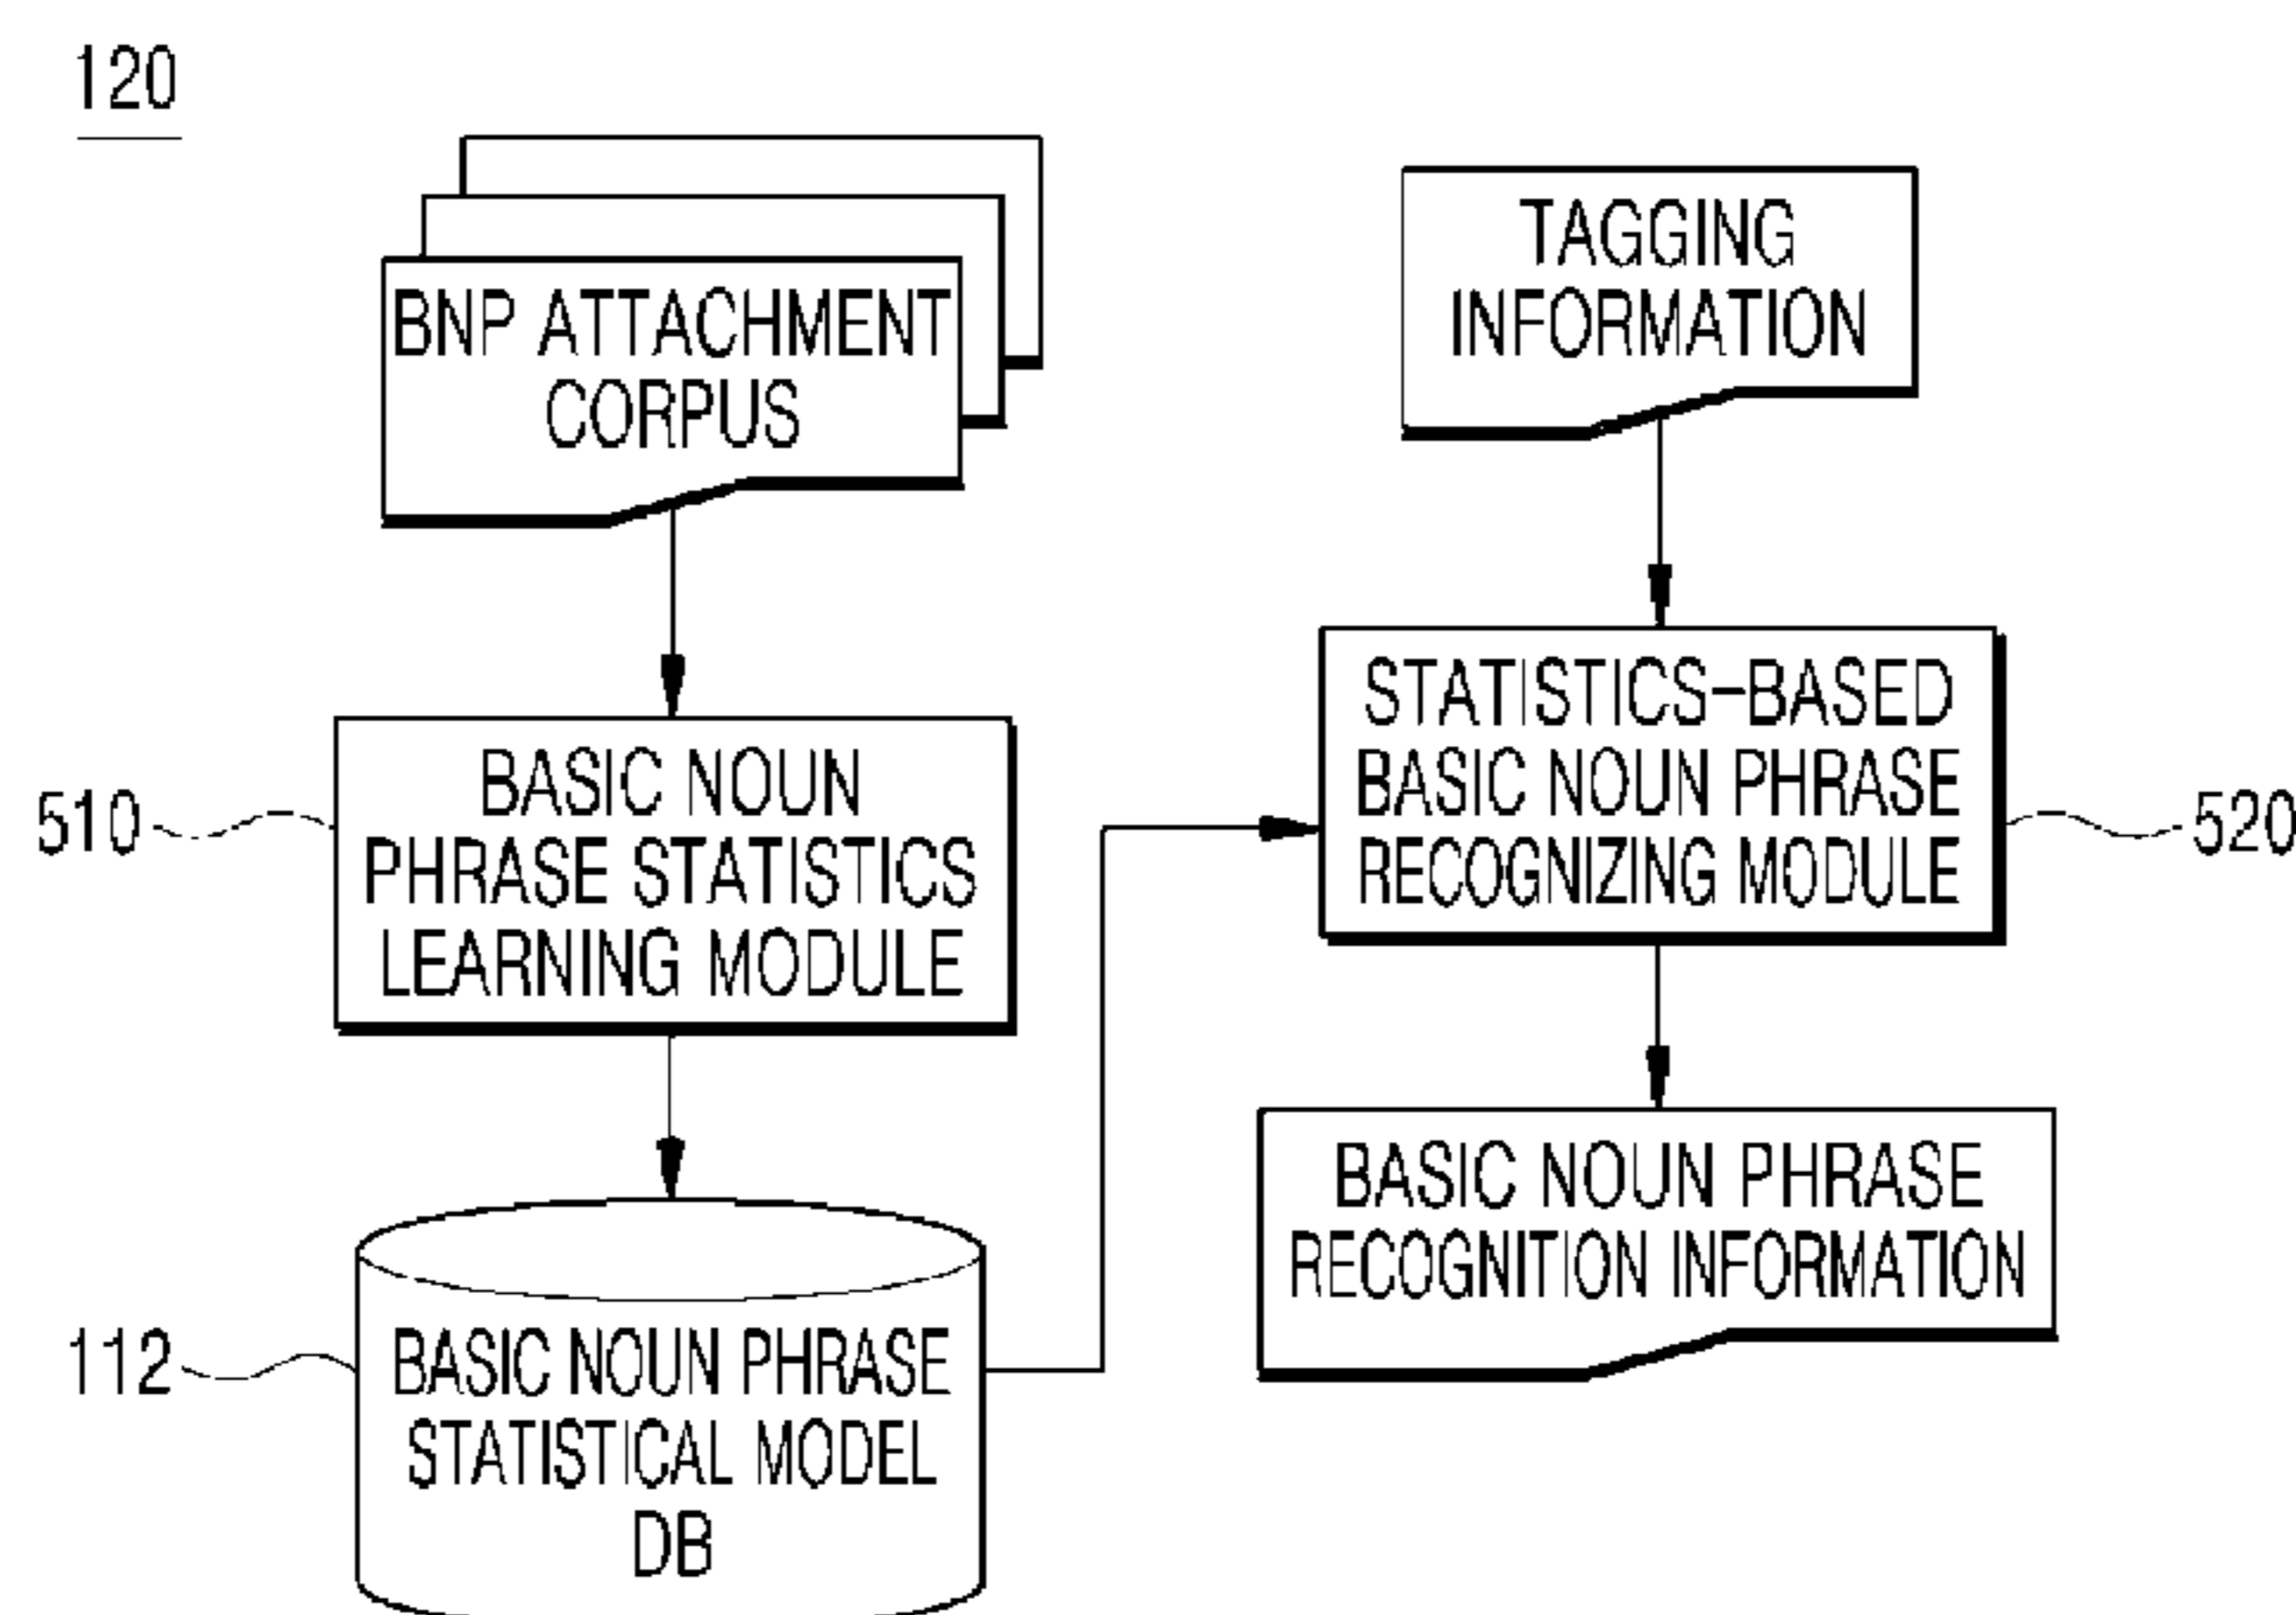 120
BNP ATTACHMENT
CORPUS
TAGGING
INFORMATION
510
BASIC NOUN
PHRASE STATISTICS
LEARNING MODULE
STATISTICS-BASED
BASIC NOUN PHRASE
RECOGNIZING MODULE
520
112
BASIC NOUN PHRASE
STATISTICAL MODEL
DB
BASIC NOUN PHRASE
RECOGNITION INFORMATION